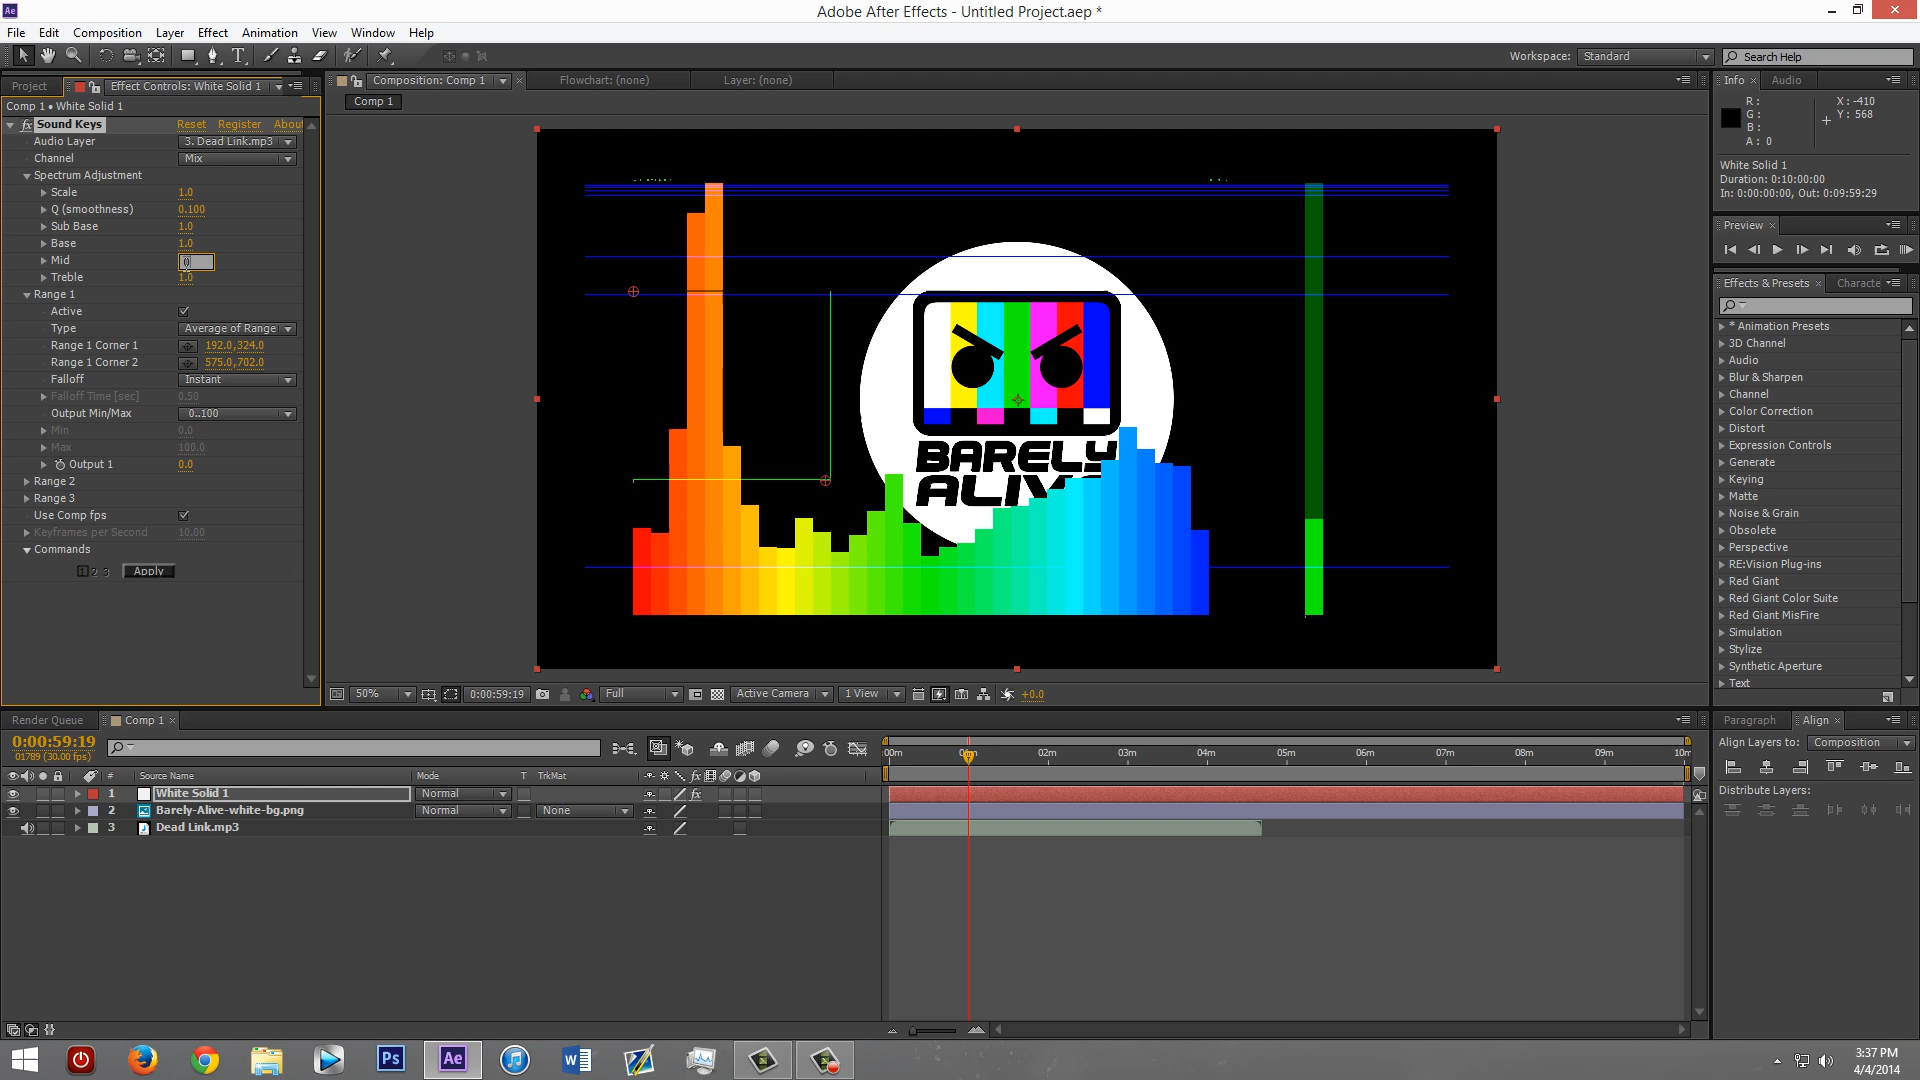 Adobe After Effects - Untitled Project.aep *
File Edit Composition Layer Effect Animation View Window Help
Workspace: Standard Search Help
Project Effect Controls: White Solid 1
Composition: Comp 1 Flowchart: (none) Layer: (none)
Info Audio
Comp 1 • White Solid 1
Comp 1
Sound Keys Reset Register About
Audio Layer 3. Dead Link.mp3
Channel Mix
Spectrum Adjustment
Scale 1.0
Q (smoothness) 0.100
Sub Base 1.0
Base 1.0
Mid 0
Treble 1.0
Range 1
Active
Type Average of Range
Range 1 Corner 1 192.0,324.0
Range 1 Corner 2 575.0,702.0
Falloff Instant
Falloff Time [sec] 0.50
Output Min/Max 0..100
Min 0.0
Max 100.0
Output 1 0.0
Range 2
Range 3
Use Comp fps
Keyframes per Second 10.00
Commands
1 2 3 Apply
BARELY
ALIV
R : X: -410
G : Y: 568
B :
A : 0
White Solid 1
Duration: 0:10:00:00
In: 0:00:00:00, Out: 0:09:59:29
Preview
Effects & Presets Characte
* Animation Presets
3D Channel
Audio
Blur & Sharpen
Channel
Color Correction
Distort
Expression Controls
Generate
Keying
Matte
Noise & Grain
Obsolete
Perspective
RE:Vision Plug-ins
Red Giant
Red Giant Color Suite
Red Giant MisFire
Simulation
Stylize
Synthetic Aperture
Text
50% 0:00:59:19 Full Active Camera 1 View +0.0
Render Queue Comp 1
0:00:59:19
01789 (30.00 fps)
:00m 01m 02m 03m 04m 05m 06m 07m 08m 09m 10m
# Source Name Mode T TrkMat
1 White Solid 1 Normal
2 Barely-Alive-white-bg.png Normal None
3 Dead Link.mp3
Paragraph Align
Align Layers to: Composition
Distribute Layers:
Ps Ae
3:37 PM
4/4/2014